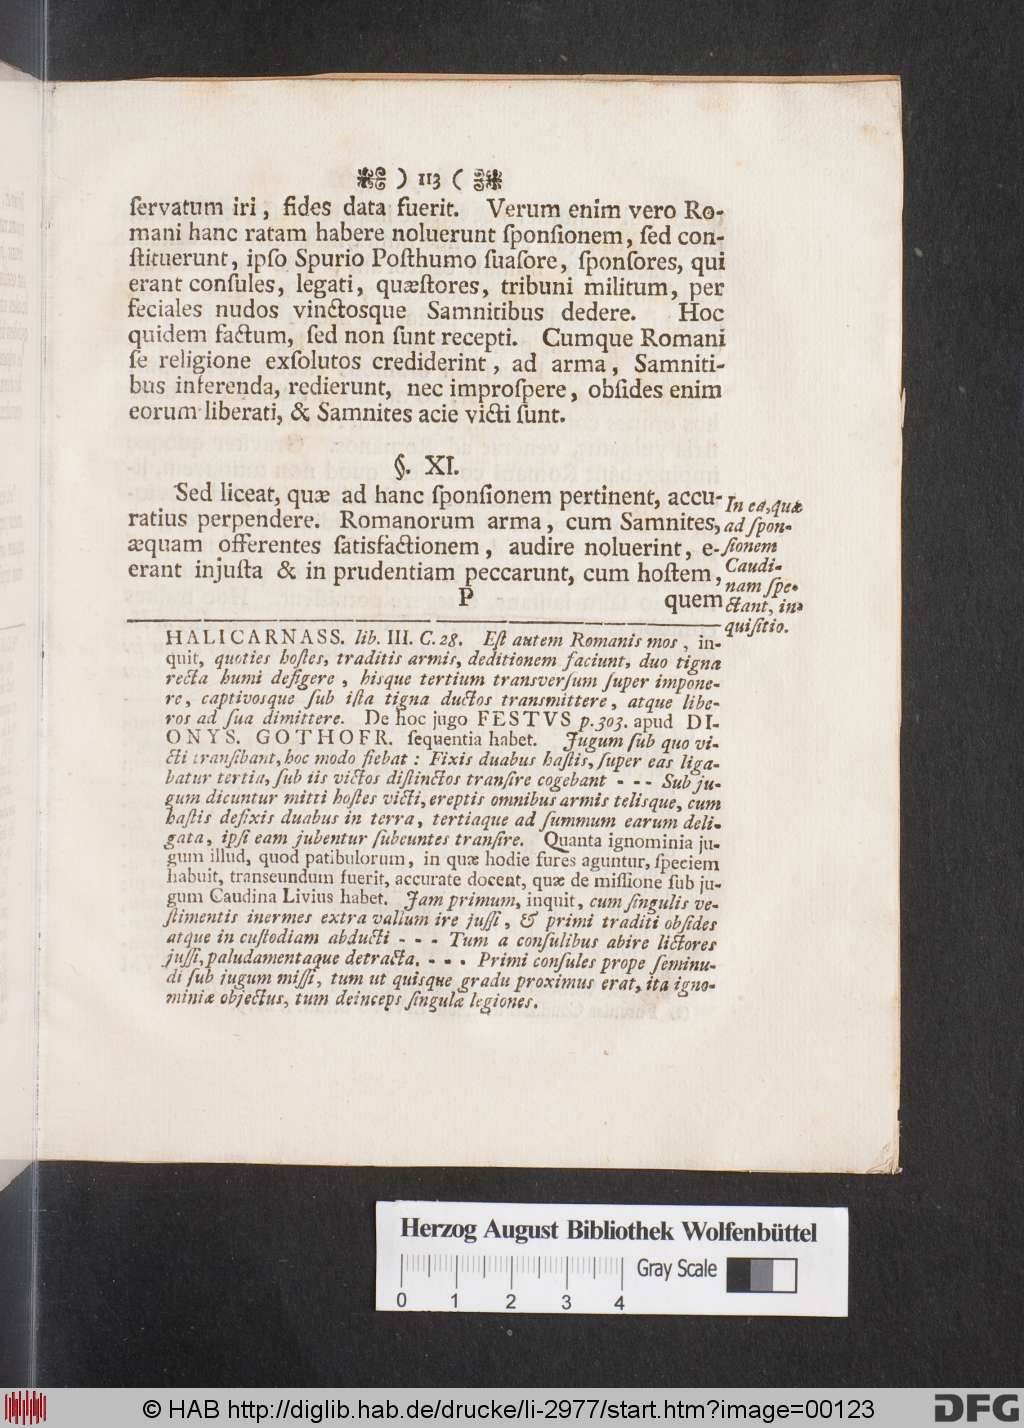 ) 113 (
ſervatum iri, fides data fuerit. Verum enim vero Ro-
mani hanc ratam habere noluerunt ſponſionem, ſed con-
ſtituerunt, ipſo Spurio Poſthumo ſuaſore, ſponſores, qui
erant conſules, legati, quæſtores, tribuni militum, per
feciales nudos vinctosque Samnitibus dedere. Hoc
quidem factum, ſed non ſunt recepti. Cumque Romani
ſe religione exſolutos crediderint, ad arma, Samniti-
bus inferenda, redierunt, nec improſpere, obſides enim
eorum liberati, & Samnites acie victi ſunt.
§. XI.
Sed liceat, quæ ad hanc ſponſionem pertinent, accu-
ratius perpendere. Romanorum arma, cum Samnites,
æquam offerentes ſatisfactionem, audire noluerint, e-
erant injuſta & in prudentiam peccarunt, cum hoſtem,
P quem
In ea, quæ
ad ſpon-
ſionem
Caudi-
nam ſpe-
ctant, in-
quiſitio.
HALICARNASS. lib. III. C. 28. Eſt autem Romanis mos, in-
quit, quoties hoſtes, traditis armis, deditionem faciunt, duo tigna
recta humi defigere, hisque tertium transverſum ſuper impone-
re, captivosque ſub iſta tigna ductos transmittere, atque libe-
ros ad ſua dimittere. De hoc jugo FESTVS p. 303. apud DI-
ONYS. GOTHOFR. ſequentia habet. Jugum ſub quo vi-
cti tranſibant, hoc modo fiebat: Fixis duabus haſtis, ſuper eas liga-
batur tertia, ſub iis victos diſtinctos tranſire cogebant - - - Sub ju-
gum dicuntur mitti hoſtes victi, ereptis omnibus armis telisque, cum
haſtis defixis duabus in terra, tertiaque ad ſummum earum deli-
gata, ipſi eam jubentur ſubeuntes tranſire. Quanta ignominia ju-
gum illud, quod patibulorum, in quæ hodie fures aguntur, ſpeciem
habuit, transeundum fuerit, accurate docent, quæ de miſſione ſub ju-
gum Caudina Livius habet. Jam primum, inquit, cum ſingulis ve-
ſtimentis inermes extra vallum ire juſſi, & primi traditi obſides
atque in cuſtodiam abducti - - - Tum a conſulibus abire lictores
juſſi, paludamentaque detracta. - - - Primi conſules prope ſeminu-
di ſub jugum miſſi, tum ut quisque gradu proximus erat, ita igno-
miniæ objectus, tum deinceps ſingulæ legiones.
Herzog August Bibliothek Wolfenbüttel
Gray Scale
0 1 2 3 4
© HAB http://diglib.hab.de/drucke/li-2977/start.htm?image=00123
DFG